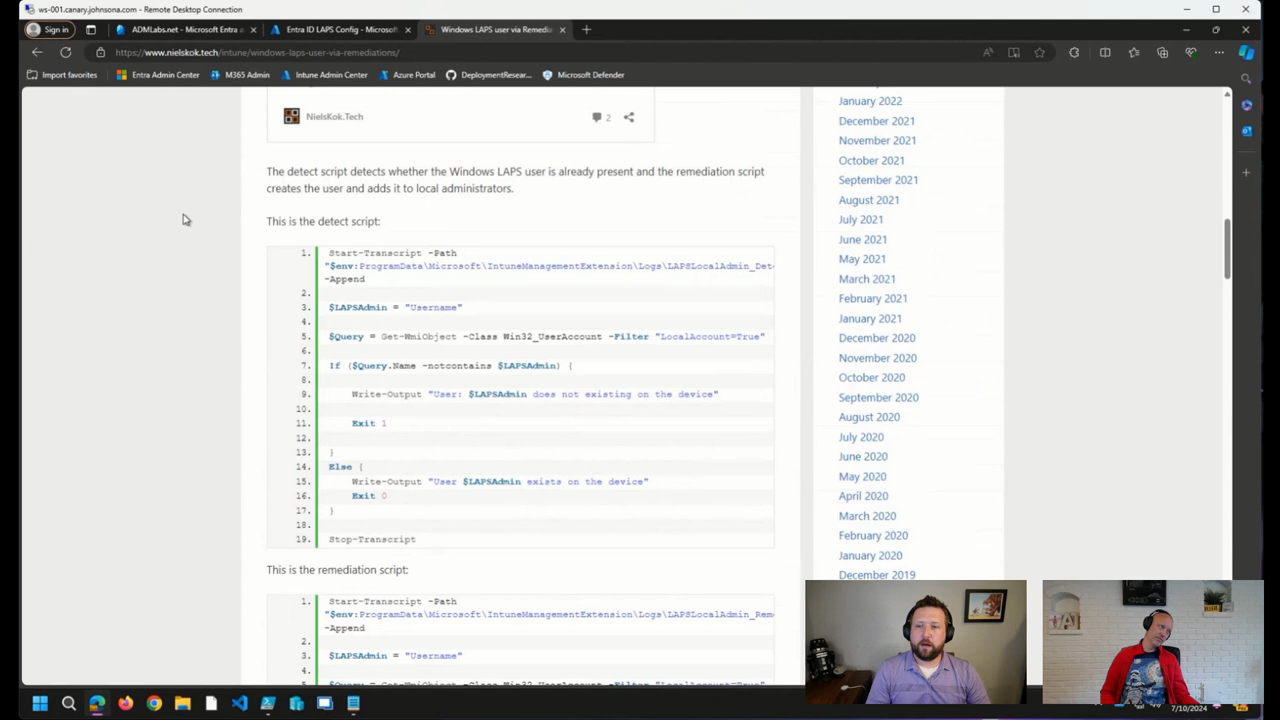 ws-001.canary.johnsona.com - Remote Desktop Connection
Sign in
ADMLabs.net - Microsoft Entra a
Entra ID LAPS Config - Microsoft
Windows LAPS user via Remediati
https://www.nielskok.tech/intune/windows-laps-user-via-remediations/
Import favorites
Entra Admin Center
M365 Admin
Intune Admin Center
Azure Portal
DeploymentResear...
Microsoft Defender
NielsKok.Tech
2
The detect script detects whether the Windows LAPS user is already present and the remediation script
creates the user and adds it to local administrators.
This is the detect script:
1. Start-Transcript -Path
"$env:ProgramData\Microsoft\IntuneManagementExtension\Logs\LAPSLocalAdmin_Det
-Append
2.
3. $LAPSAdmin = "Username"
4.
5. $Query = Get-WmiObject -Class Win32_UserAccount -Filter "LocalAccount=True"
6.
7. If ($Query.Name -notcontains $LAPSAdmin) {
8.
9. Write-Output "User: $LAPSAdmin does not existing on the device"
10.
11. Exit 1
12.
13. }
14. Else {
15. Write-Output "User $LAPSAdmin exists on the device"
16. Exit 0
17. }
18.
19. Stop-Transcript
This is the remediation script:
1. Start-Transcript -Path
"$env:ProgramData\Microsoft\IntuneManagementExtension\Logs\LAPSLocalAdmin_Rem
-Append
2.
3. $LAPSAdmin = "Username"
4.
5. $Query = Get-WmiObject -Class Win32_UserAccount -Filter "LocalAccount=True"
January 2022
December 2021
November 2021
October 2021
September 2021
August 2021
July 2021
June 2021
May 2021
March 2021
February 2021
January 2021
December 2020
November 2020
October 2020
September 2020
August 2020
July 2020
June 2020
May 2020
April 2020
March 2020
February 2020
January 2020
December 2019
7/10/2024